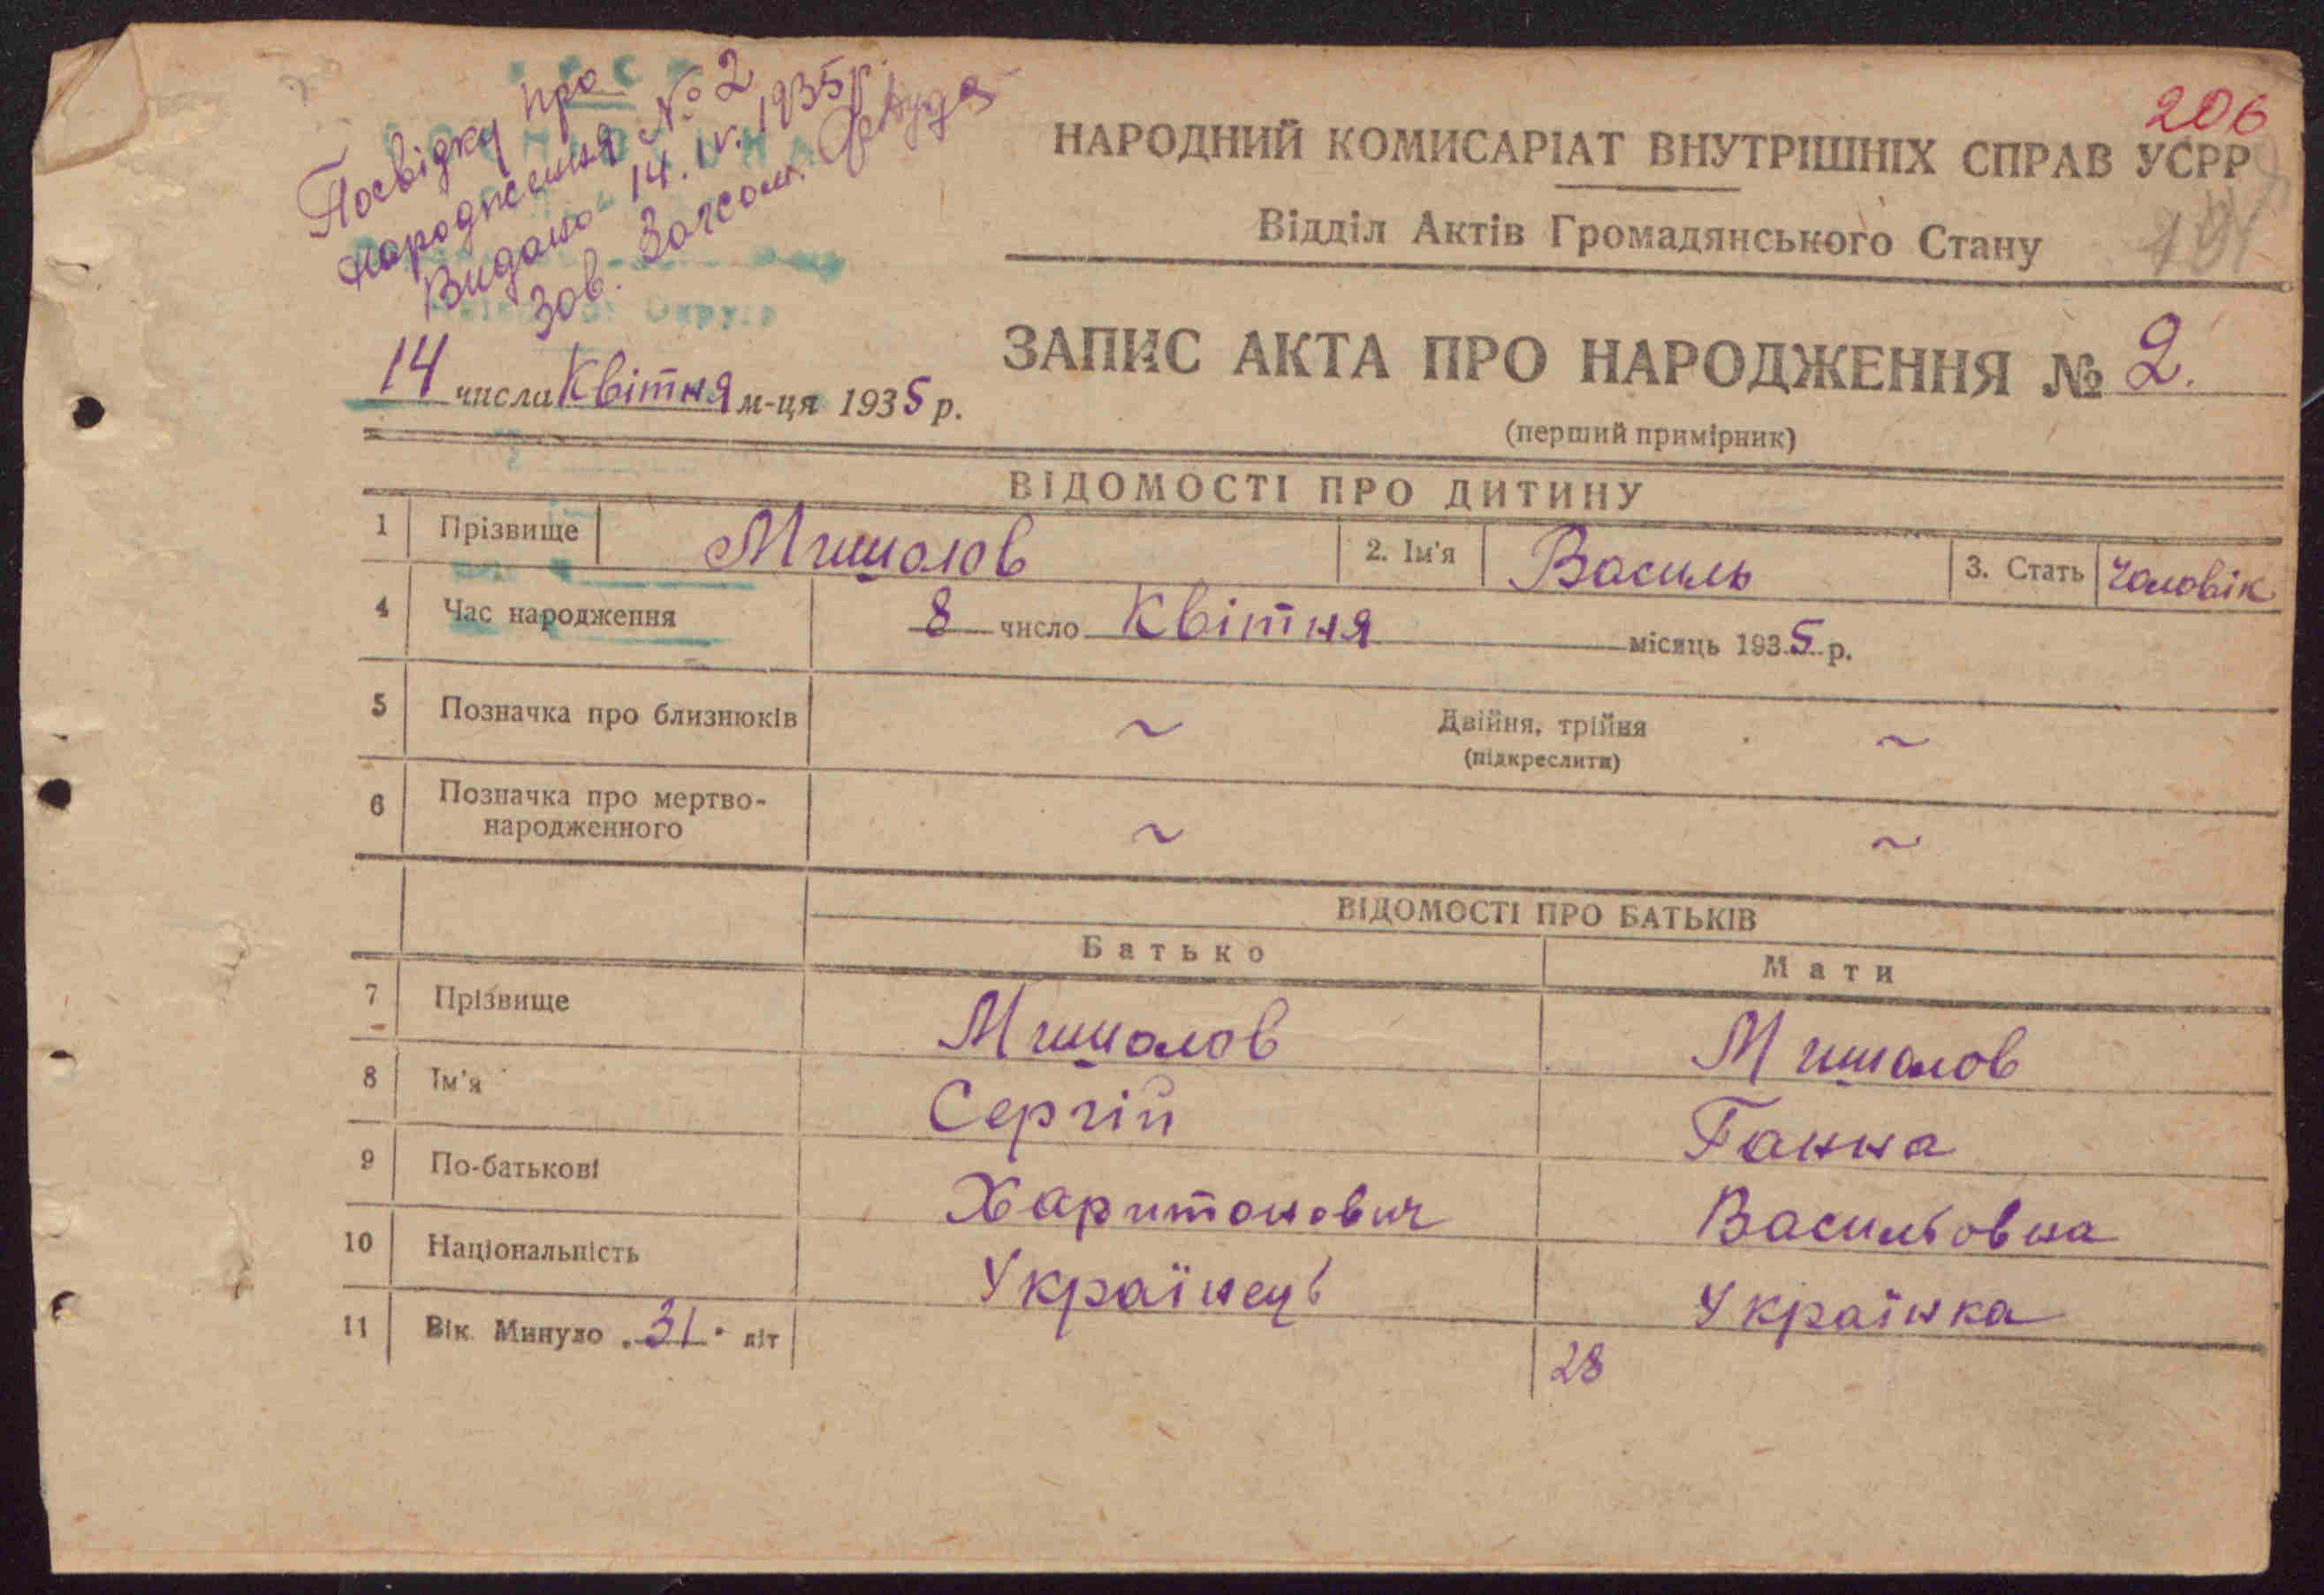 206
Посвідку про
народження № 2
Видано 14.IV.1935р.
Зав. Загсом.
НАРОДНИЙ КОМИСАРІАТ ВНУТРІШНІХ СПРАВ УСРР
Відділ Актів Громадянського Стану
ЗАПИС АКТА ПРО НАРОДЖЕННЯ № 2.
14 числа Квітня м-ця 1935 р.
(перший примірник)
ВІДОМОСТІ ПРО ДИТИНУ
1 Прізвище Мишолов 2. Ім'я Василь 3. Стать Чоловік
4 Час народження 8 число Квітня місяць 1935 р.
5 Позначка про близнюків ~ Двійня, трійня ~
(підкреслити)
6 Позначка про мертво-
народженного ~ ~
ВІДОМОСТІ ПРО БАТЬКІВ
Батько Мати
7 Прізвище Мишолов Мишолов
8 Ім'я Сергій Ганна
9 По-батькові Харитонович Васильовна
10 Національність Українець Українка
11 Вік. Минуло 31 літ 28